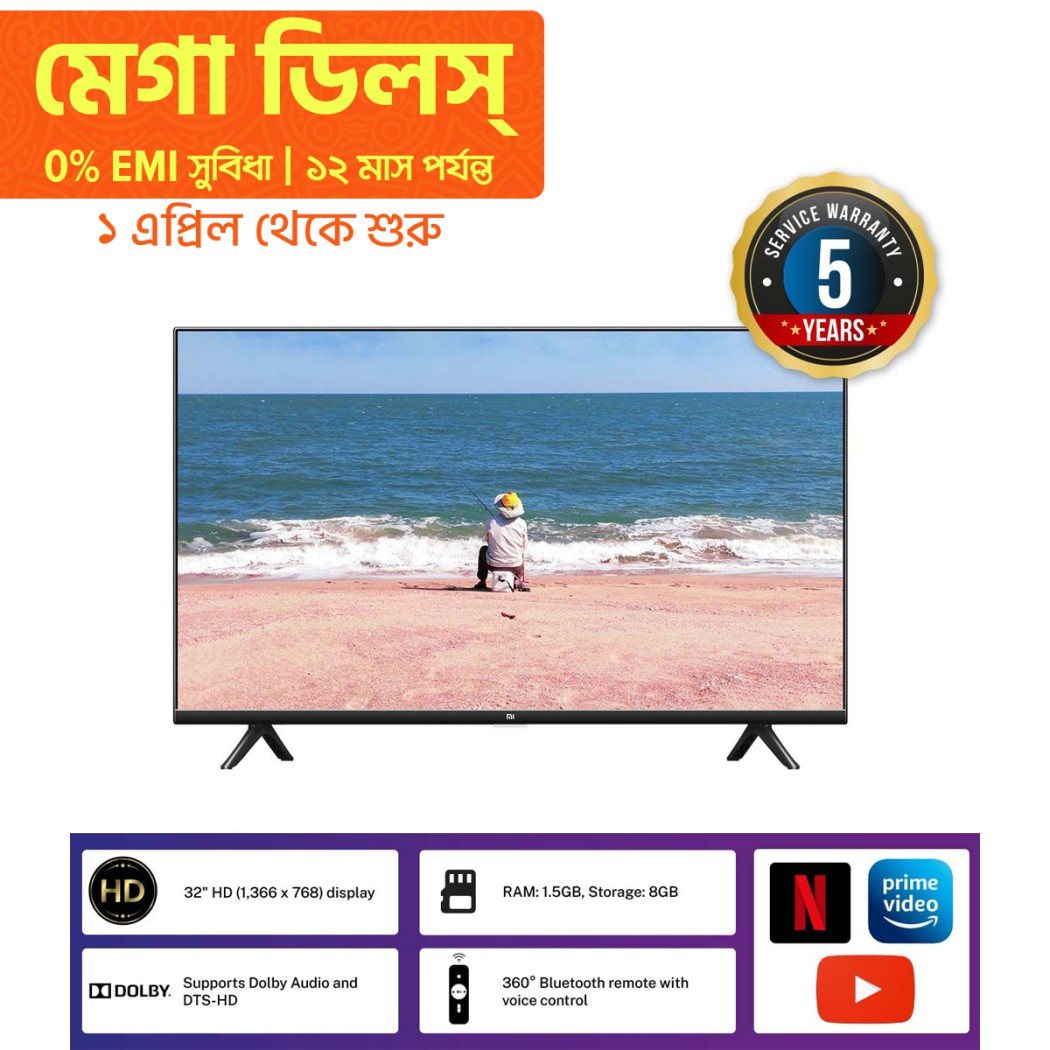 মেগা ডিলস্
0% EMI সুবিধা | ১২ মাস পর্যন্ত
১ এপ্রিল থেকে শুরু
SERVICE WARRANTY
5
YEARS
mi
HD
32" HD (1,366 x 768) display
RAM: 1.5GB, Storage: 8GB
N
prime
video
DOLBY.
Supports Dolby Audio and
DTS-HD
360° Bluetooth remote with
voice control